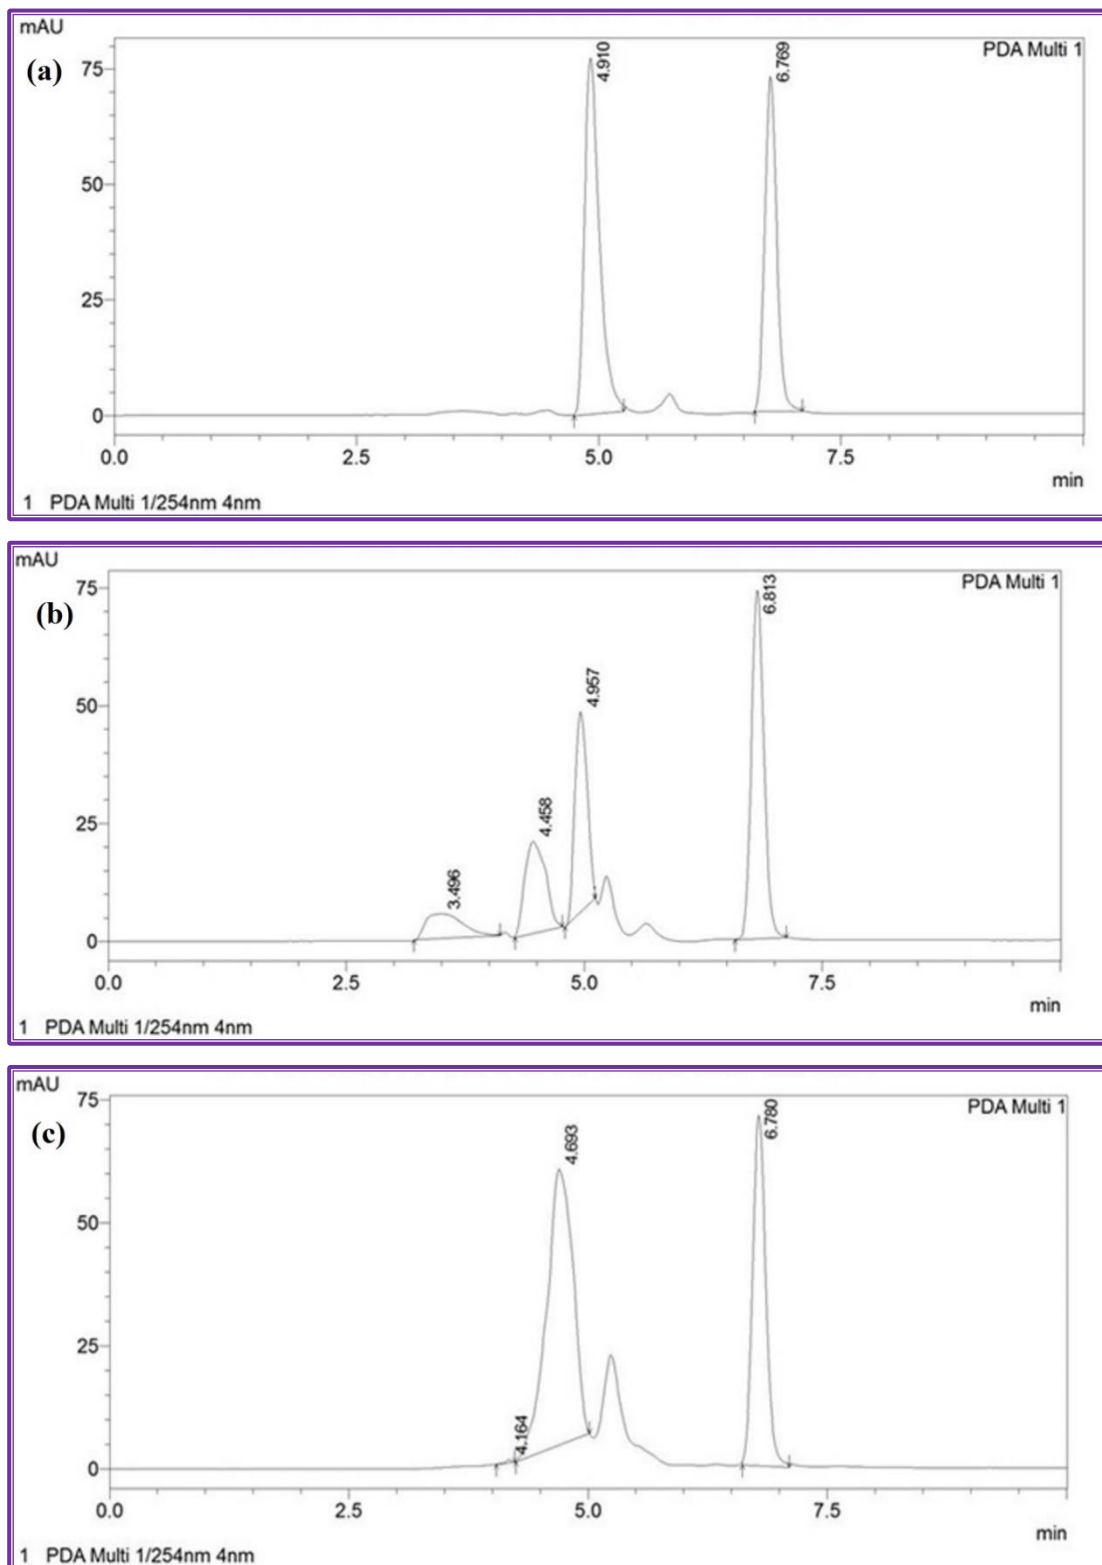 mAU
(a)
PDA Multi 1
4.910
6.769
75
50
25
0
0.0 2.5 5.0 7.5
min
1 PDA Multi 1/254nm 4nm
mAU
(b)
PDA Multi 1
6.813
4.957
4.458
3.496
75
50
25
0
0.0 2.5 5.0 7.5
min
1 PDA Multi 1/254nm 4nm
mAU
(c)
PDA Multi 1
6.780
4.693
4.164
75
50
25
0
0.0 2.5 5.0 7.5
min
1 PDA Multi 1/254nm 4nm